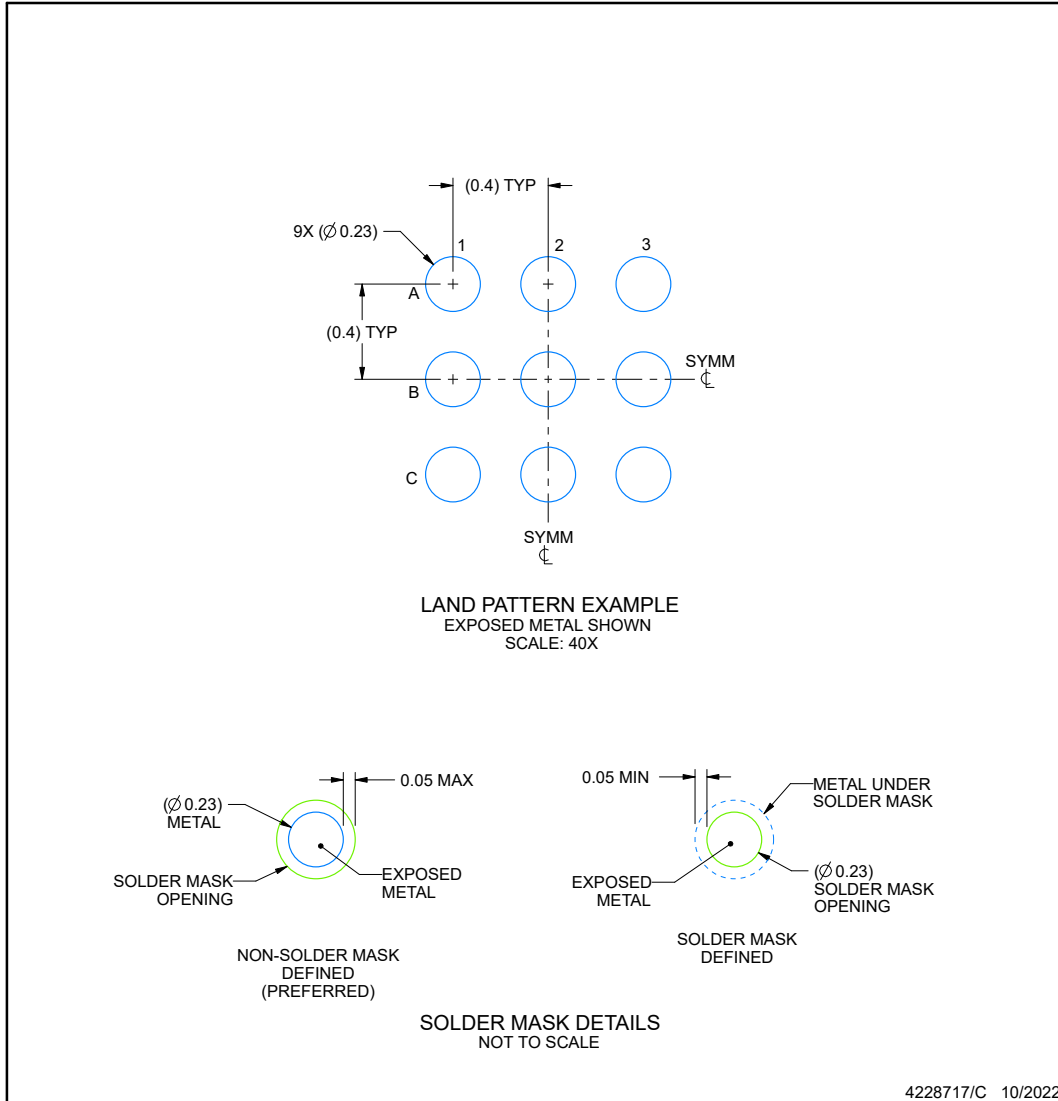 (0.4) TYP
9X (∅ 0.23)
1
2
3
A
(0.4) TYP
B
SYMM
℄
C
SYMM
℄
LAND PATTERN EXAMPLE
EXPOSED METAL SHOWN
SCALE: 40X
0.05 MAX
(∅ 0.23)
METAL
SOLDER MASK
OPENING
EXPOSED
METAL
NON-SOLDER MASK
DEFINED
(PREFERRED)
0.05 MIN
METAL UNDER
SOLDER MASK
EXPOSED
METAL
(∅ 0.23)
SOLDER MASK
OPENING
SOLDER MASK
DEFINED
SOLDER MASK DETAILS
NOT TO SCALE
4228717/C 10/2022